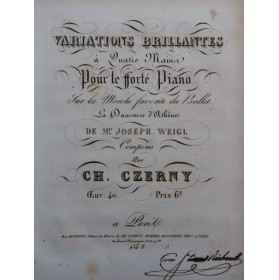 VARIATIONS BRILLANTES
à Quatre Mains
Pour le forté Piano
Sur la Marche favorite du Ballet
La Danseuse d'Athènes
DE Mr. JOSEPH WEIGL
Composées
Par
CH. CZERNY
Œuv: 40. Prix 6f
a Paris,